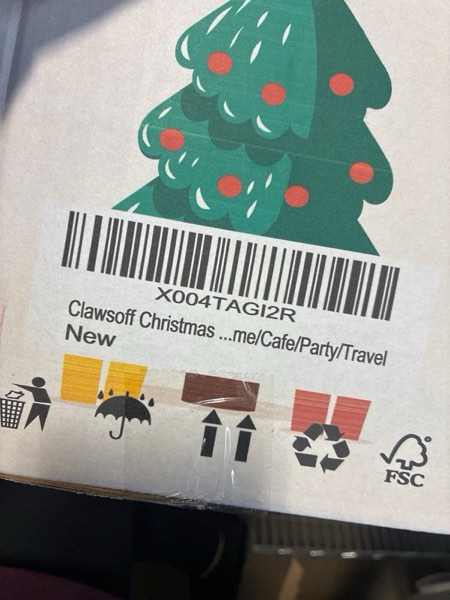 X004TAGI2R
Clawsoff Christmas ...me/Cafe/Party/Travel
New
FSC